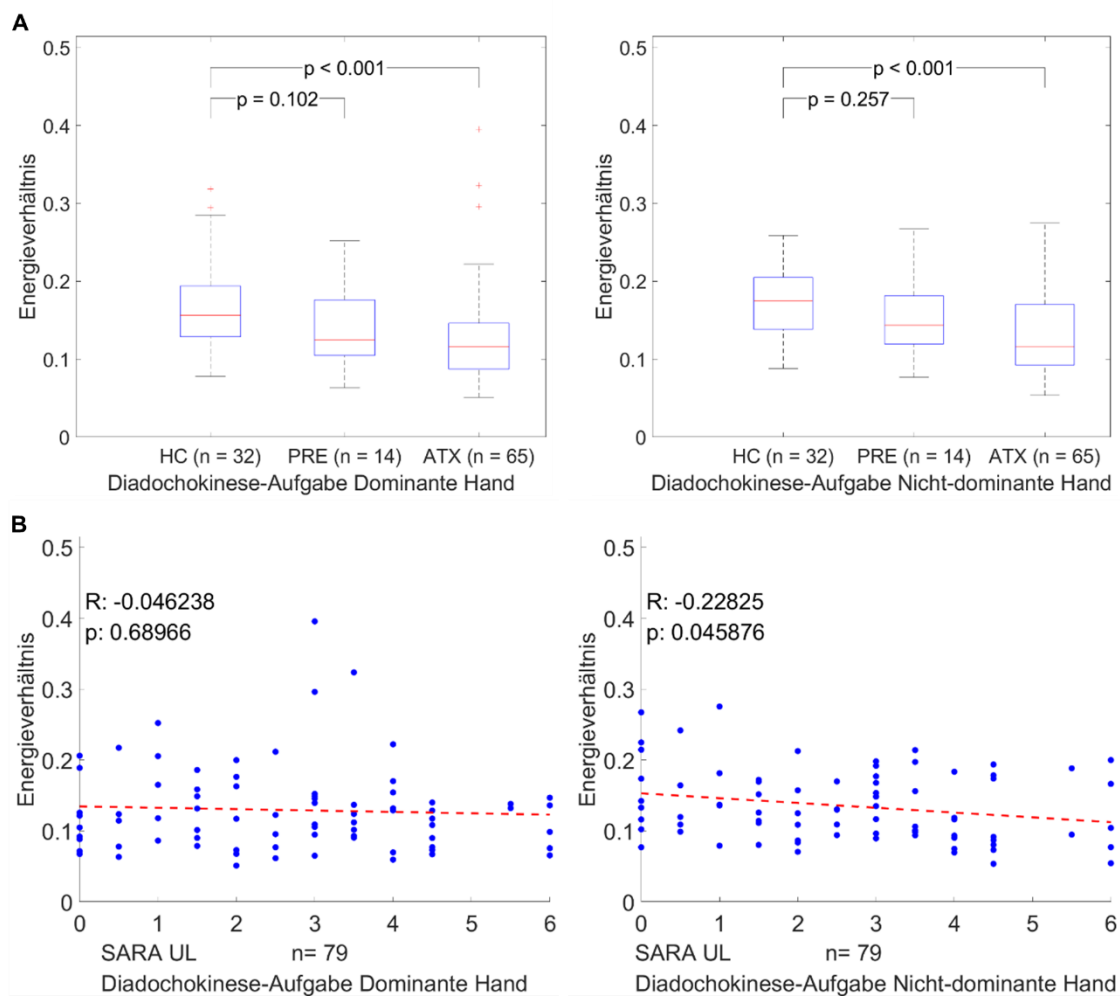 A
0.5
0.4
0.3
0.2
0.1
0
Energieverhältnis
p < 0.001
p = 0.102
HC (n = 32) PRE (n = 14) ATX (n = 65)
Diadochokinese-Aufgabe Dominante Hand
0.5
0.4
0.3
0.2
0.1
0
Energieverhältnis
p < 0.001
p = 0.257
HC (n = 32) PRE (n = 14) ATX (n = 65)
Diadochokinese-Aufgabe Nicht-dominante Hand
B
0.5
0.4
0.3
0.2
0.1
0
Energieverhältnis
R: -0.046238
p: 0.68966
0 1 2 3 4 5 6
SARA UL n= 79
Diadochokinese-Aufgabe Dominante Hand
0.5
0.4
0.3
0.2
0.1
0
Energieverhältnis
R: -0.22825
p: 0.045876
0 1 2 3 4 5 6
SARA UL n= 79
Diadochokinese-Aufgabe Nicht-dominante Hand